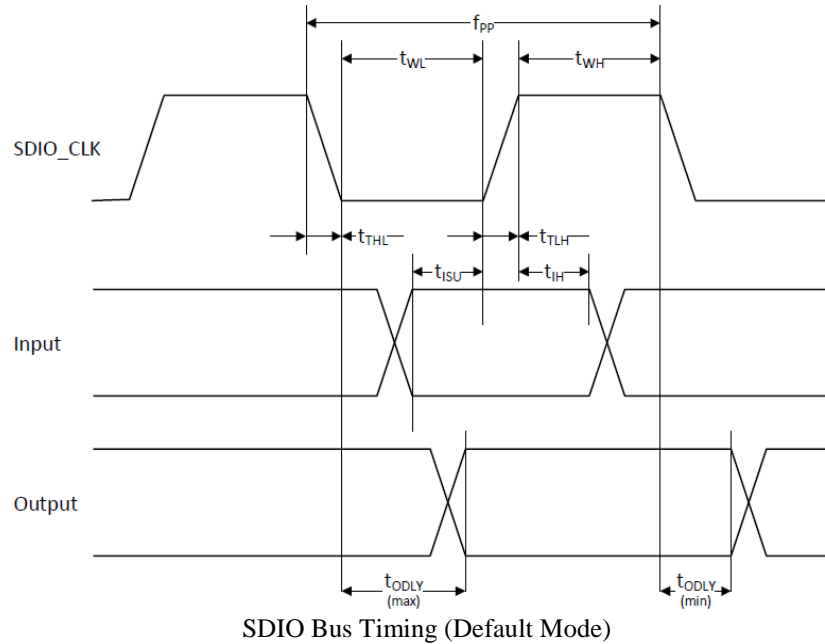 fPP
tWL
tWH
SDIO_CLK
tTHL
tTLH
tISU
tIH
Input
Output
tODLY
(max)
tODLY
(min)
SDIO Bus Timing (Default Mode)